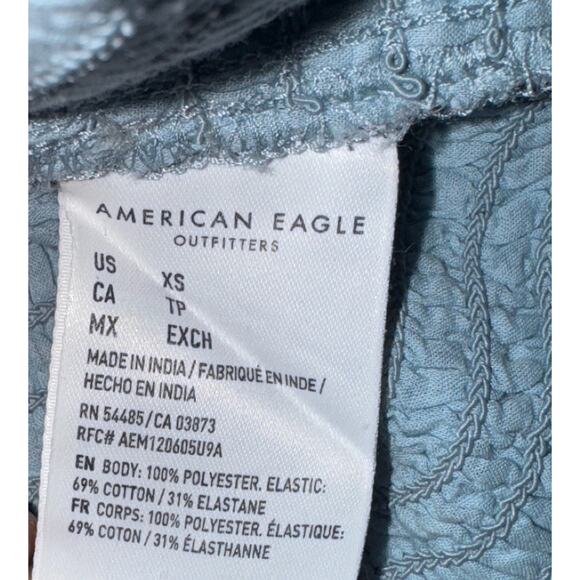 AMERICAN EAGLE
OUTFITTERS
US XS
CA TP
MX EXCH
MADE IN INDIA / FABRIQUÉ EN INDE /
HECHO EN INDIA
RN 54485/CA 03873
RFC# AEM120605U9A
EN BODY: 100% POLYESTER. ELASTIC:
69% COTTON / 31% ELASTANE
FR CORPS: 100% POLYESTER. ÉLASTIQUE:
69% COTON / 31% ÉLASTHANNE